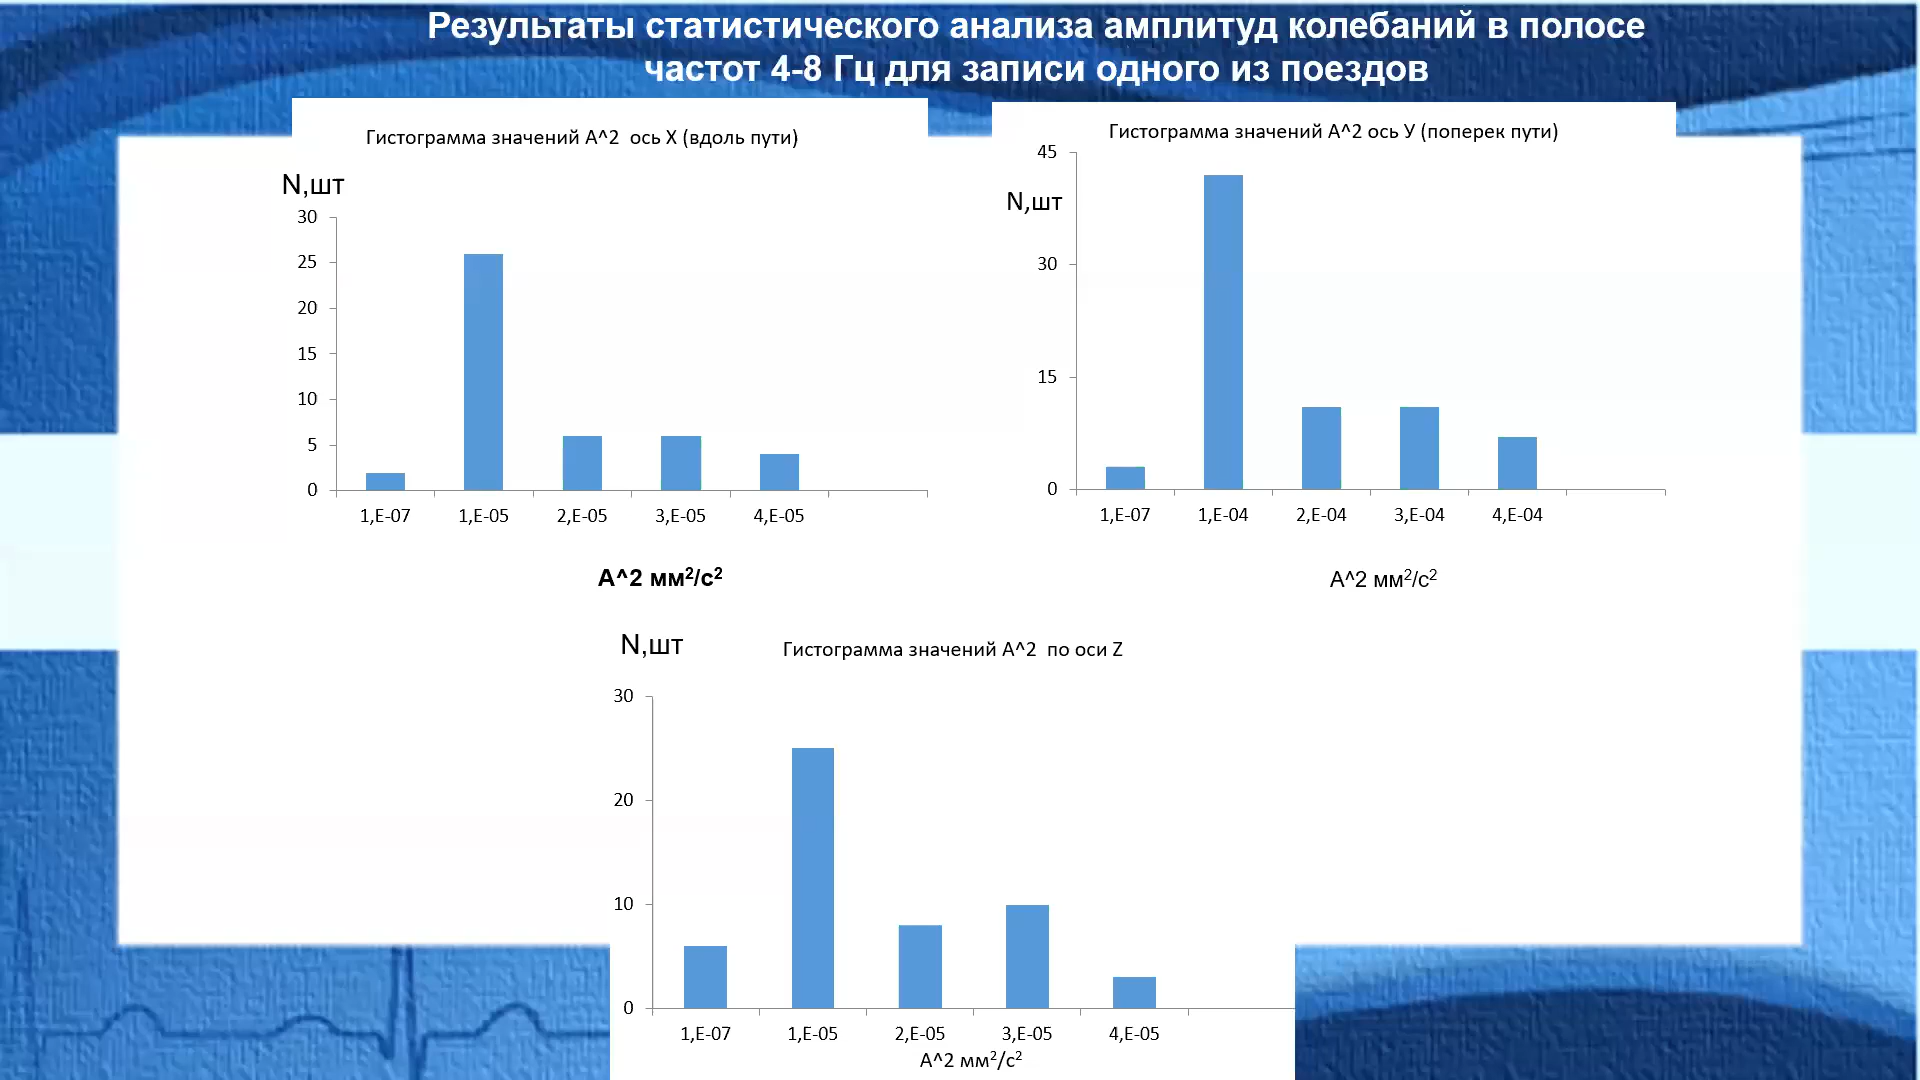 Результаты статистического анализа амплитуд колебаний в полосе
частот 4-8 Гц для записи одного из поездов
Гистограмма значений А^2 ось Х (вдоль пути)
N,шт
30
25
20
15
10
5
0
1,E-07 1,E-05 2,E-05 3,E-05 4,E-05
А^2 мм²/с²
Гистограмма значений А^2 ось У (поперек пути)
N,шт
45
30
15
0
1,E-07 1,E-04 2,E-04 3,E-04 4,E-04
А^2 мм²/с²
N,шт
Гистограмма значений А^2 по оси Z
30
20
10
0
1,E-07 1,E-05 2,E-05 3,E-05 4,E-05
А^2 мм²/с²